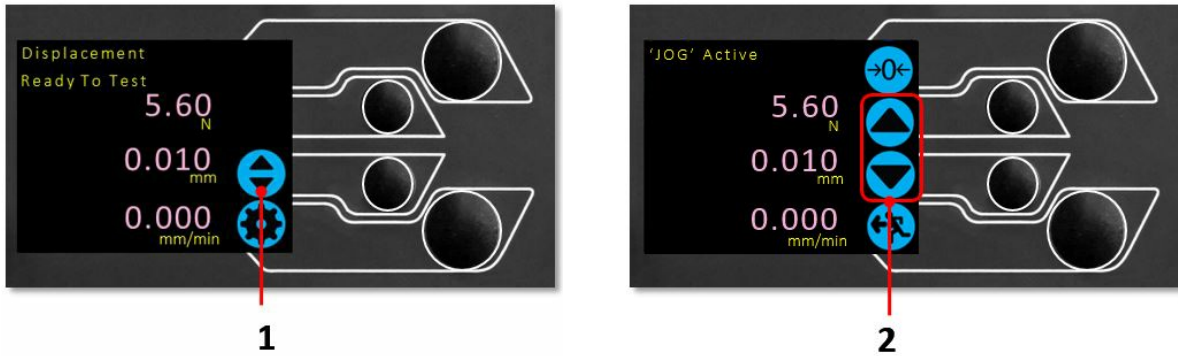 Displacement
Ready To Test
5.60
N
0.010
mm
0.000
mm/min
1
'JOG' Active
→0←
5.60
N
0.010
mm
0.000
mm/min
2